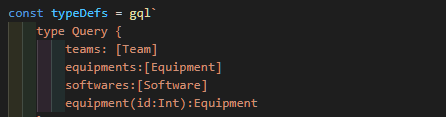 const typeDefs = gql`
type Query {
teams: [Team]
equipments:[Equipment]
softwares:[Software]
equipment(id:Int):Equipment